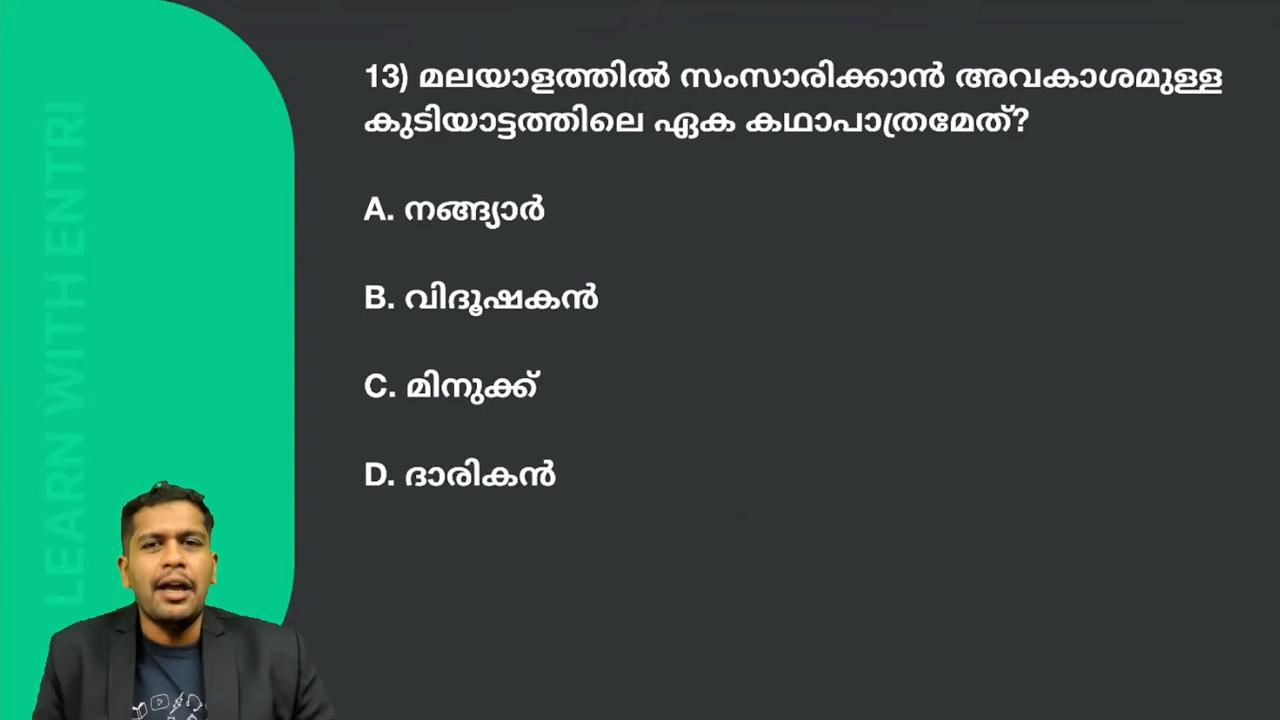 LEARN WITH ENTRI
13) മലയാളത്തിൽ സംസാരിക്കാൻ അവകാശമുള്ള
കുടിയാട്ടത്തിലെ ഏക കഥാപാത്രമേത്?
A. നങ്ങ്യാർ
B. വിദൂഷകൻ
C. മിനുക്ക്
D. ദാരികൻ